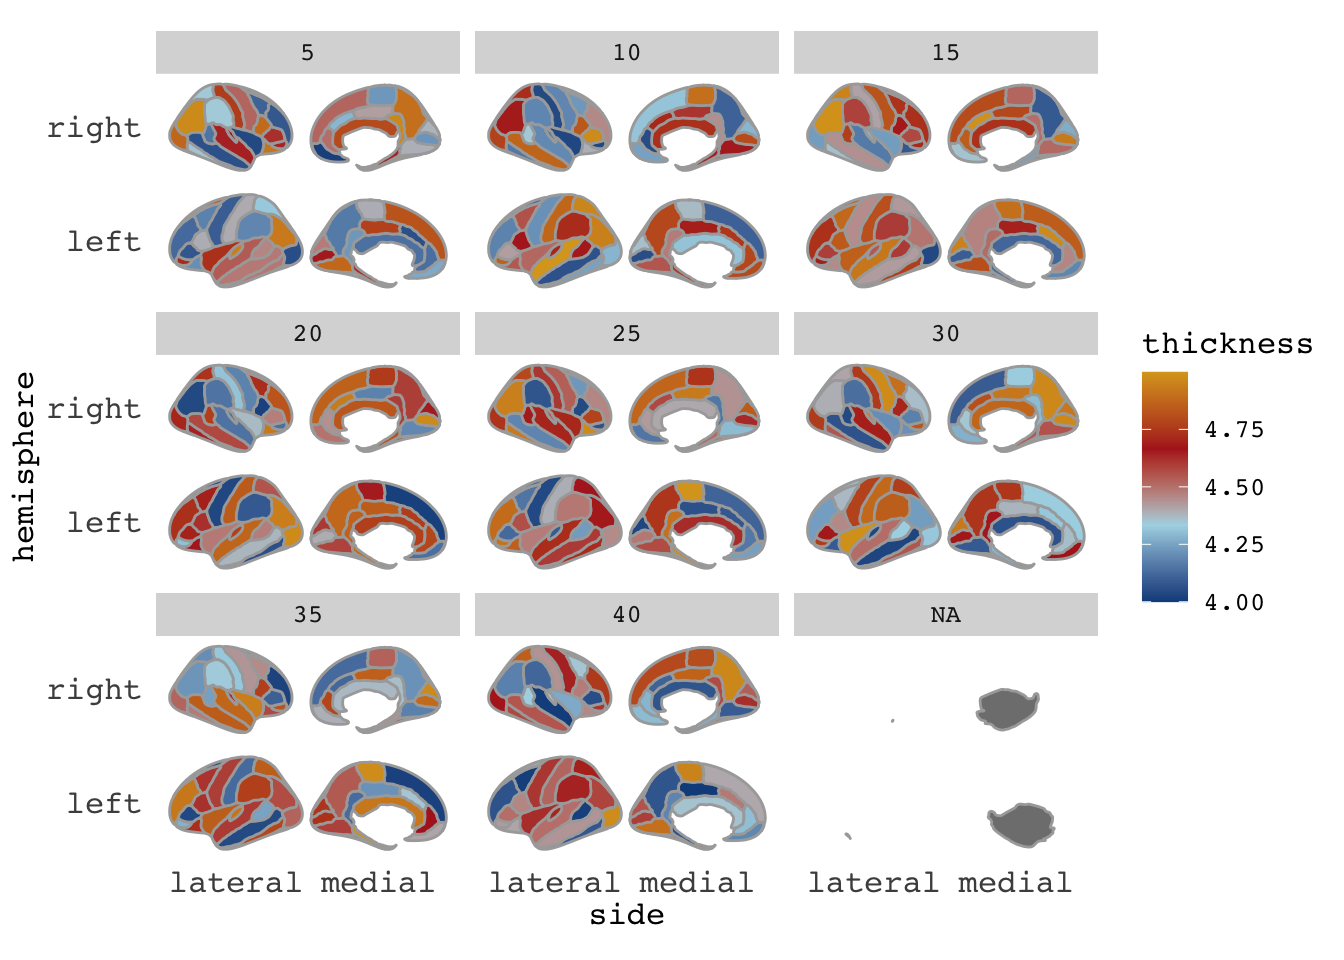 5 10 15
right
left
20 25 30
right
left
35 40 NA
right
left
lateral medial lateral medial lateral medial
side
hemisphere
thickness
4.75
4.50
4.25
4.00